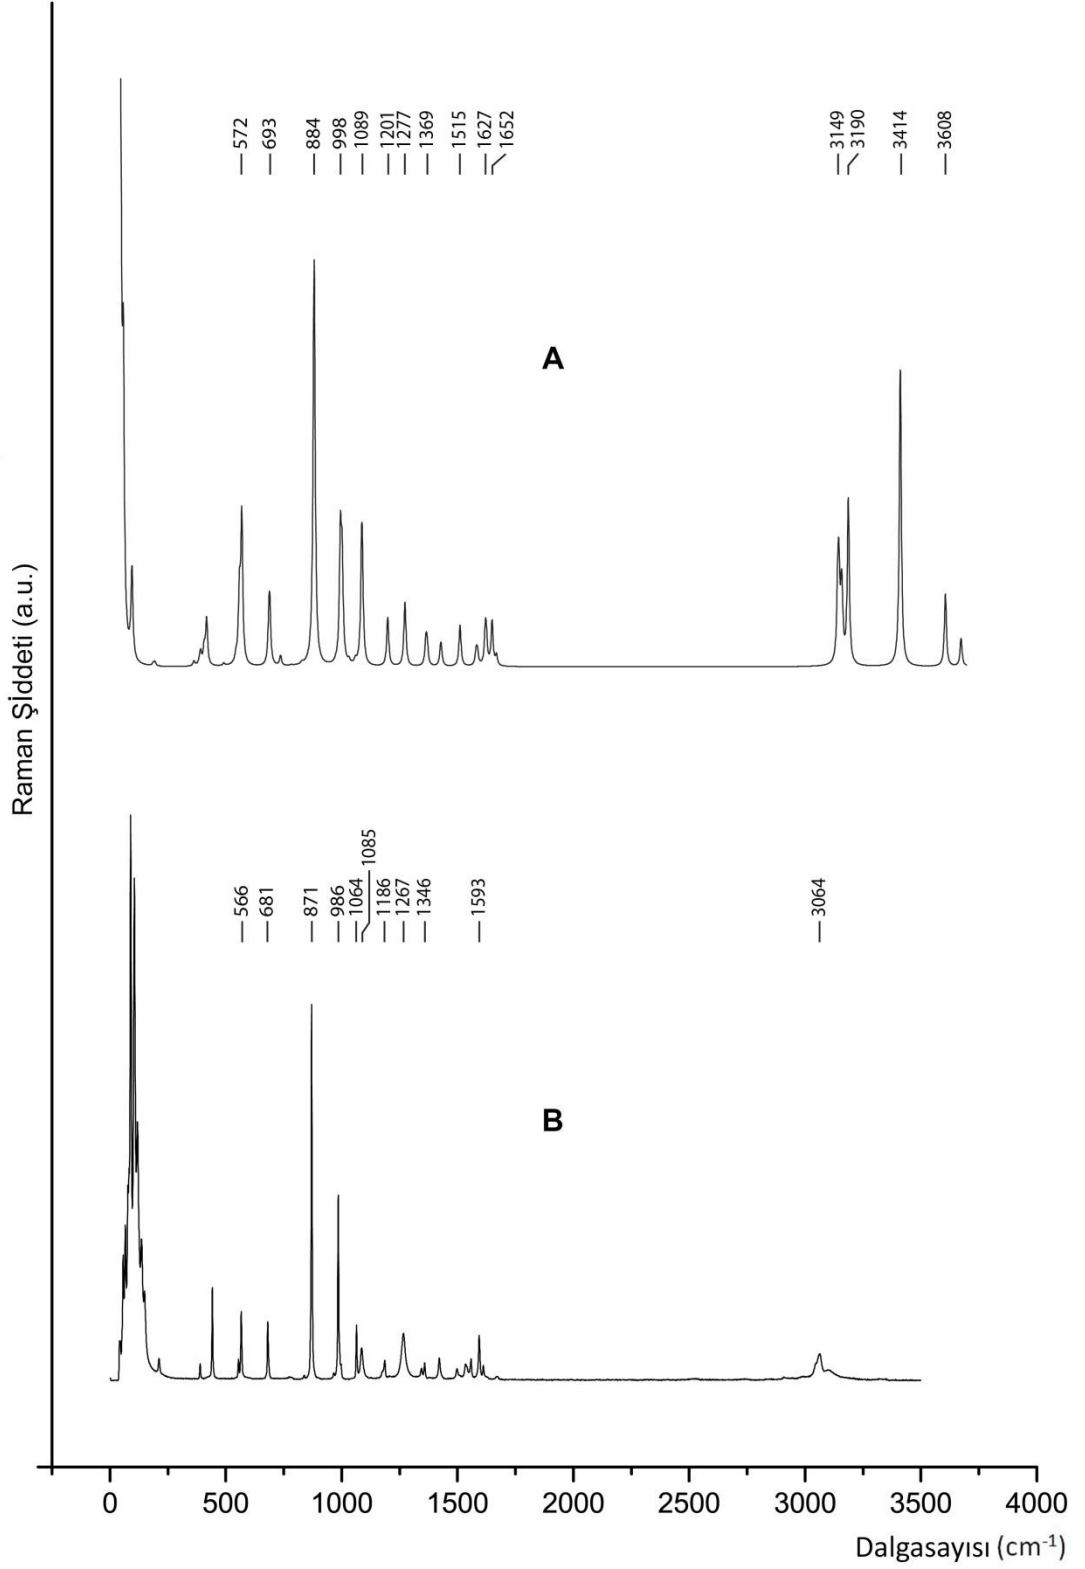 572 693 884 998 1089 1201 1277 1369 1515 1627 1652 3149 3190 3414 3608
A
Raman Şİddeti (a.u.)
1085
566 681 871 986 1064 1186 1267 1346 1593 3064
B
0 500 1000 1500 2000 2500 3000 3500 4000
Dalgasayısı (cm⁻¹)